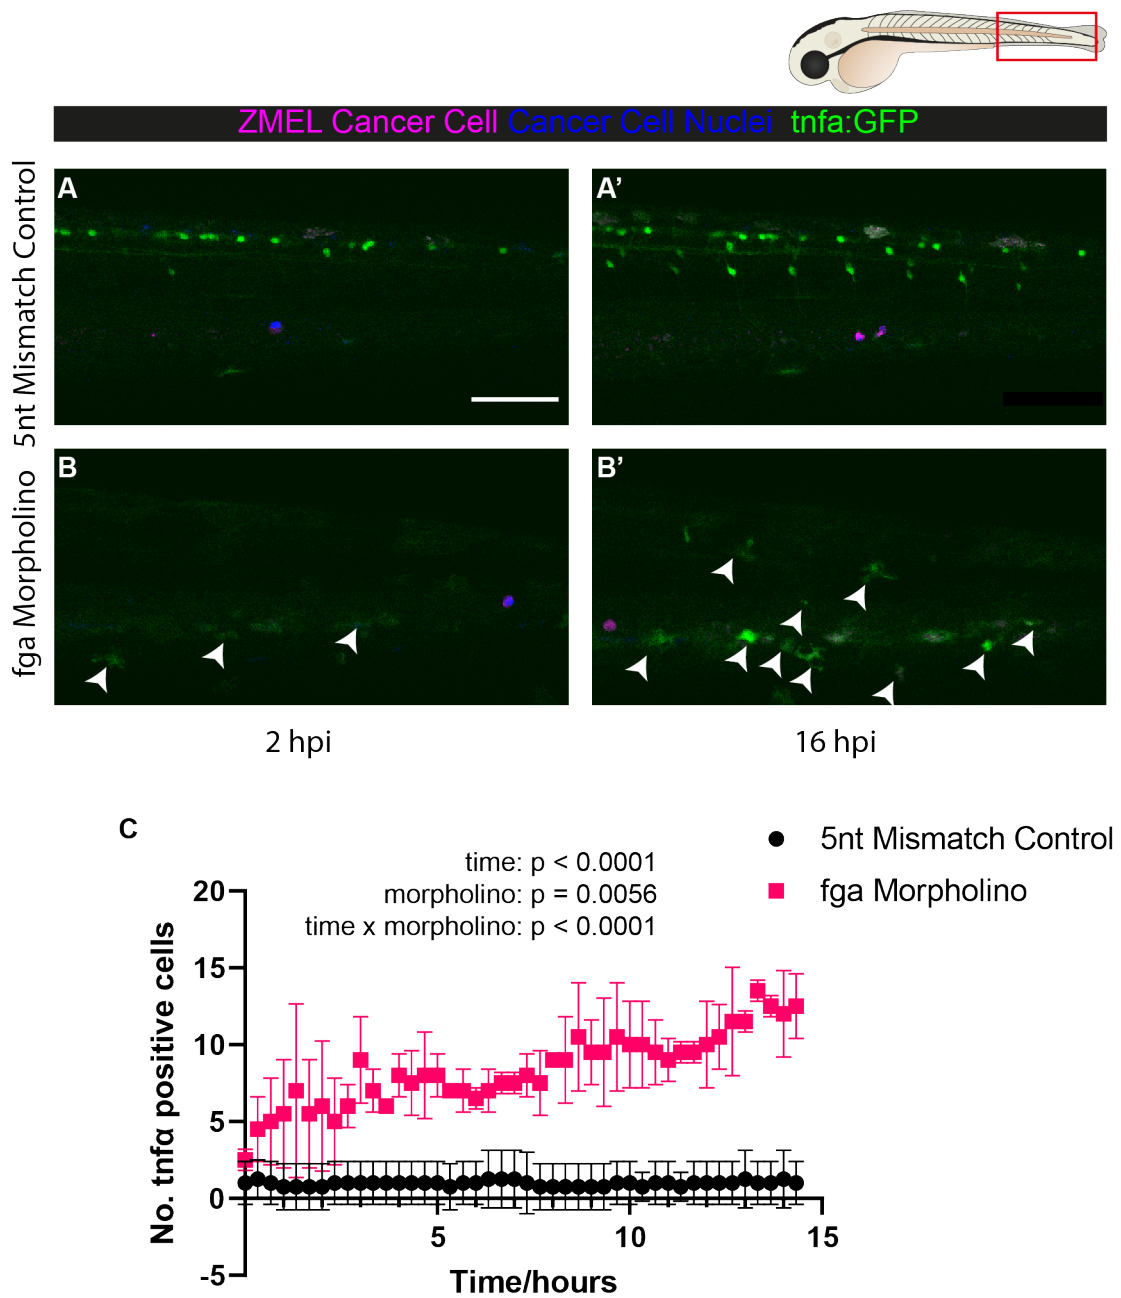 ZMEL Cancer Cell Cancer Cell Nuclei tnfa:GFP
5nt Mismatch Control
A
A’
fga Morpholino
B
B’
2 hpi
16 hpi
C
5nt Mismatch Control
fga Morpholino
time: p < 0.0001
morpholino: p = 0.0056
time x morpholino: p < 0.0001
No. tnfα positive cells
20
15
10
5
0
-5
5
10
15
Time/hours